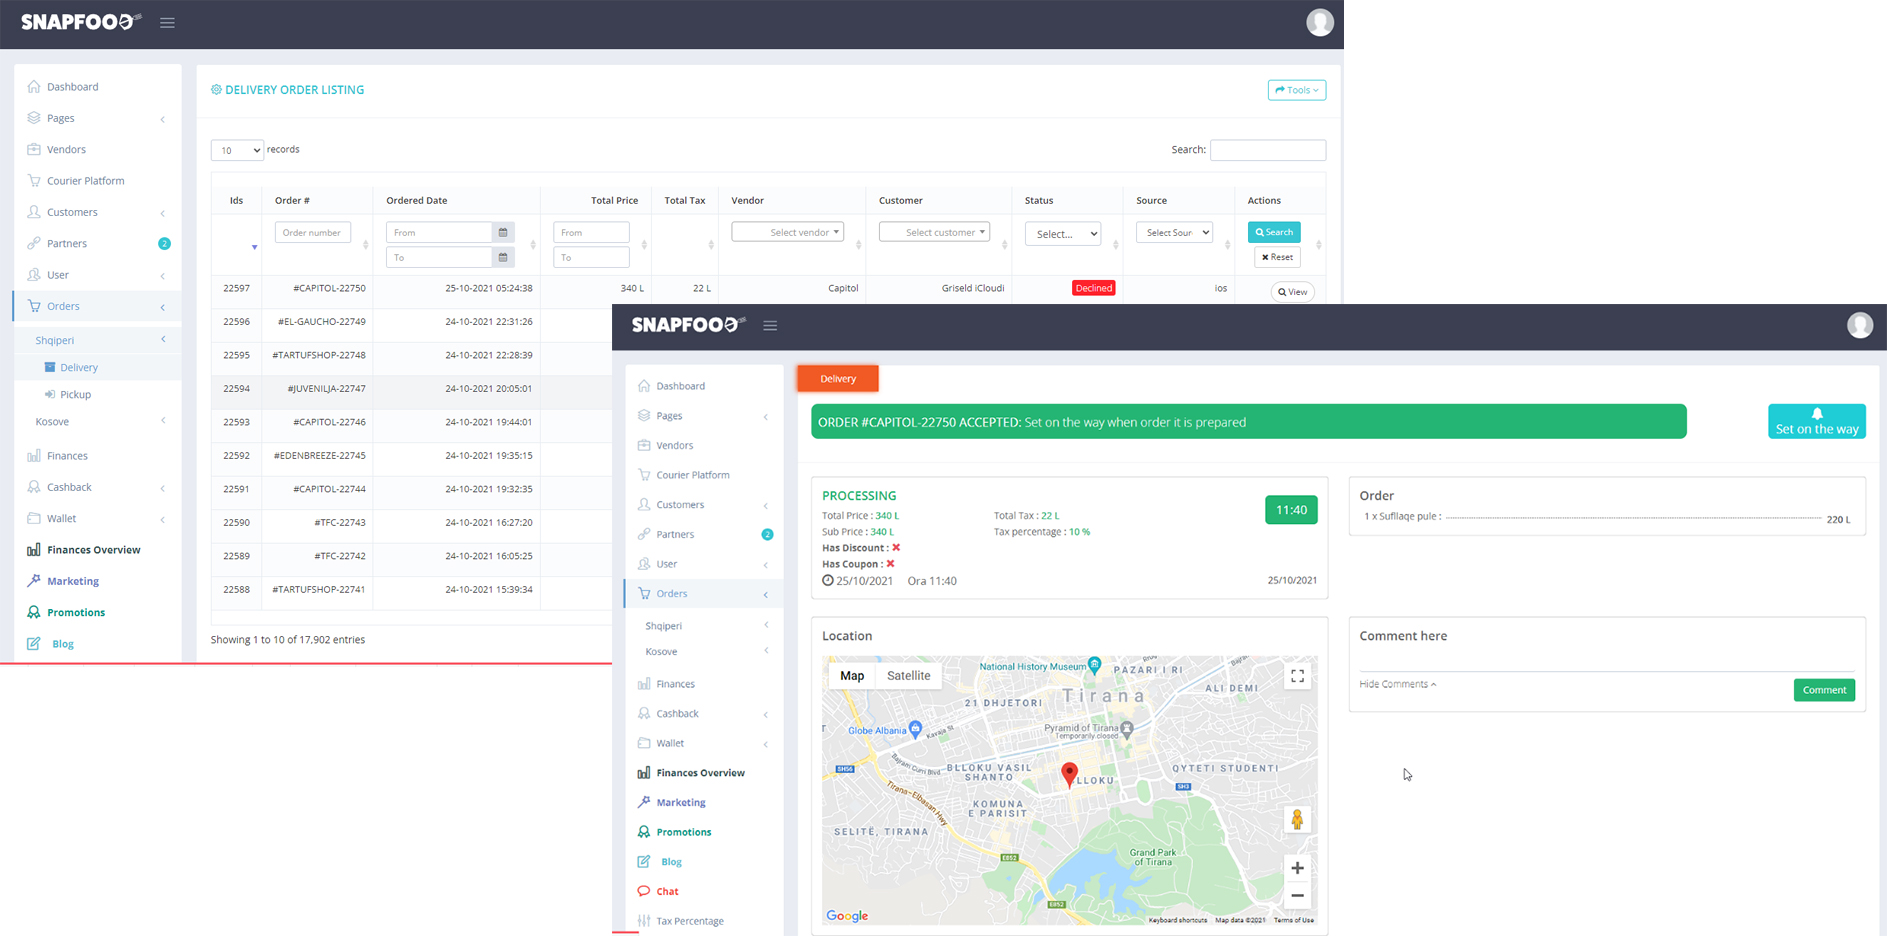 SNAPFOOD
Dashboard
Pages
Vendors
Courier Platform
Customers
Partners 2
User
Orders
Shqiperi
Delivery
Pickup
Kosove
Finances
Cashback
Wallet
Finances Overview
Marketing
Promotions
Blog
DELIVERY ORDER LISTING
Tools
10 records
Search:
Ids Order # Ordered Date Total Price Total Tax Vendor Customer Status Source Actions
Order number From From Select vendor Select customer Select... Select Sour Search
To To Reset
22597 #CAPITOL-22750 25-10-2021 05:24:38 340 L 22 L Capitol Griseld iCloudi Declined ios View
22596 #EL-GAUCHO-22749 24-10-2021 22:31:26
22595 #TARTUFSHOP-22748 24-10-2021 22:28:39
22594 #JUVENILJA-22747 24-10-2021 20:05:01
22593 #CAPITOL-22746 24-10-2021 19:44:01
22592 #EDENBREEZE-22745 24-10-2021 19:35:15
22591 #CAPITOL-22744 24-10-2021 19:32:35
22590 #TFC-22743 24-10-2021 16:27:20
22589 #TFC-22742 24-10-2021 16:05:25
22588 #TARTUFSHOP-22741 24-10-2021 15:39:34
Showing 1 to 10 of 17,902 entries
SNAPFOOD
Dashboard
Pages
Vendors
Courier Platform
Customers
Partners 2
User
Orders
Shqiperi
Kosove
Finances
Cashback
Wallet
Finances Overview
Marketing
Promotions
Blog
Chat
Tax Percentage
Delivery
ORDER #CAPITOL-22750 ACCEPTED: Set on the way when order it is prepared
Set on the way
PROCESSING
11:40
Total Price : 340 L Total Tax : 22 L
Sub Price : 340 L Tax percentage : 10 %
Has Discount :
Has Coupon :
25/10/2021 Ora 11:40 25/10/2021
Order
1 x Sufllaqe pule : 220 L
Location
Map Satellite
National History Museum
PAZARI I RI
Tirana
ALI DEMI
21 DHJETORI
Globe Albania
Kavaja St
Pyramid of Tirana
Temporarily closed
Bajram Curri Blvd
BLLOKU VASIL
SHANTO
SH56
LLOKU
QYTETI STUDENTI
SH3
Tirana-Elbasan Hwy
KOMUNA
E PARISIT
SELITË, TIRANA
Grand Park
of Tirana
E852
E852
Google
Keyboard shortcuts Map data ©2021 Terms of Use
Comment here
Hide Comments
Comment